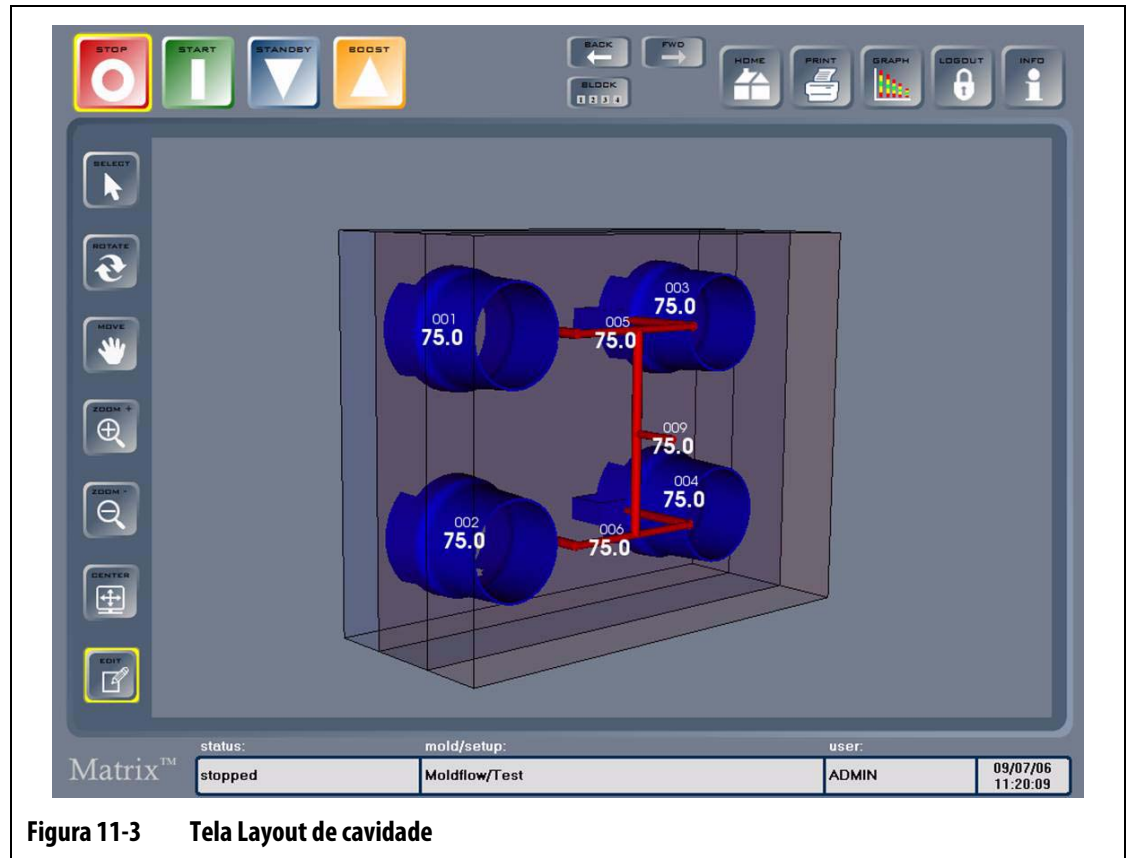 STOP
START
STANDBY
BOOST
BACK
FWD
BLOCK
1 2 3 4
HOME
PRINT
GRAPH
LOGOUT
INFO
SELECT
ROTATE
MOVE
ZOOM +
ZOOM -
CENTER
EDIT
001
75.0
003
75.0
005
75.0
009
75.0
004
75.0
002
75.0
006
75.0
Matrix™
status:
stopped
mold/setup:
Moldflow/Test
user:
ADMIN
09/07/06
11:20:09
Figura 11-3 Tela Layout de cavidade